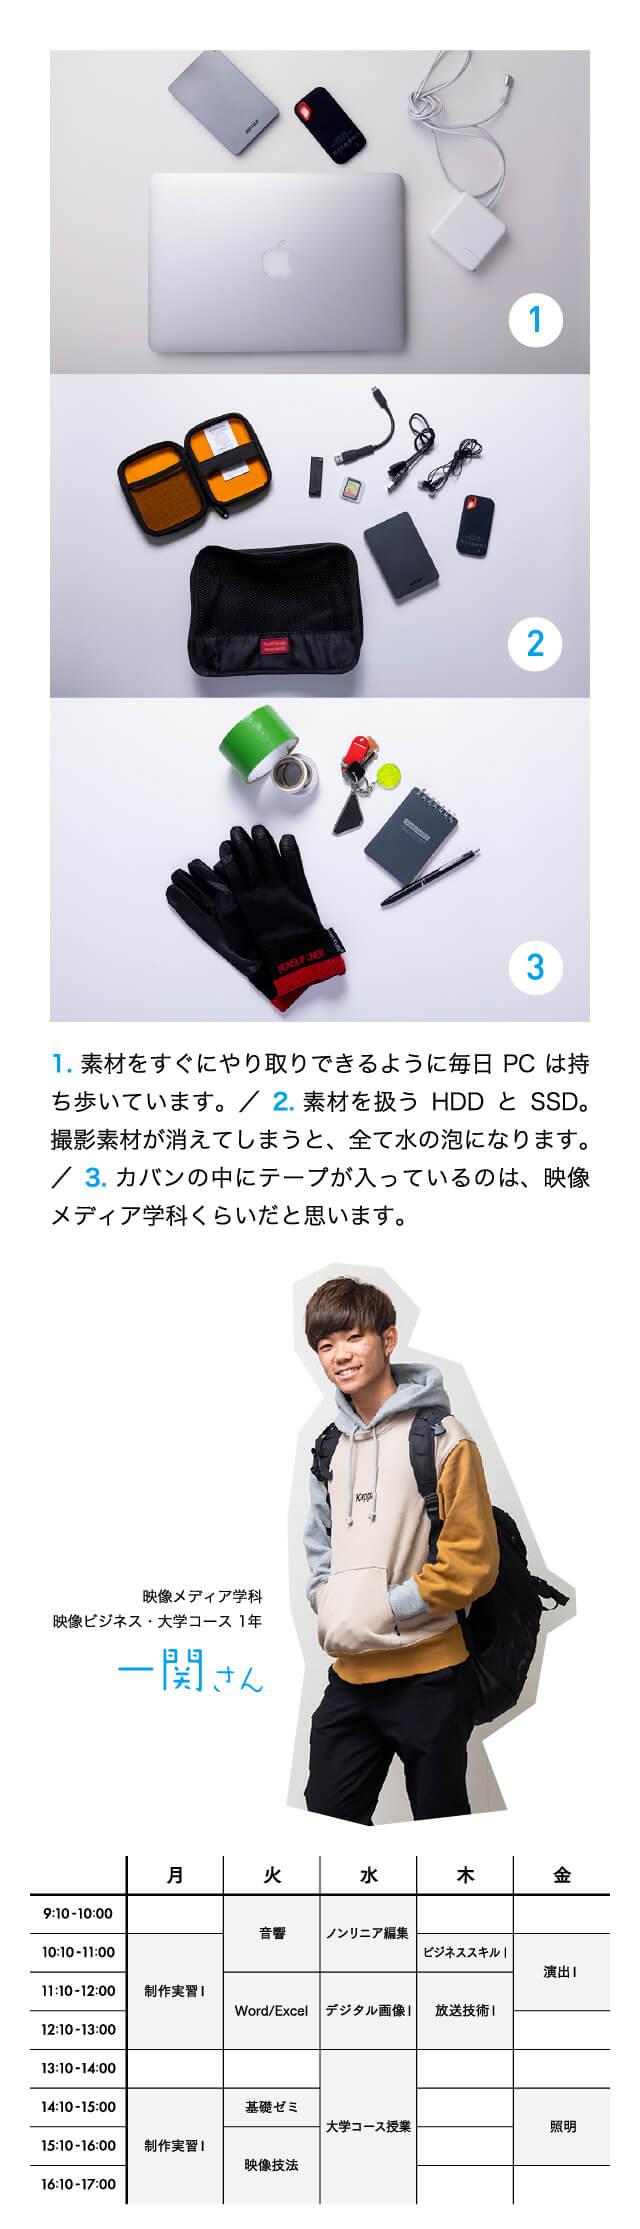 1
2
3
NONSLIP LINER
1. 素材をすぐにやり取りできるように毎日 PC は持
ち歩いています。／ 2. 素材を扱う HDD と SSD。
撮影素材が消えてしまうと、全て水の泡になります。
／ 3. カバンの中にテープが入っているのは、映像
メディア学科くらいだと思います。
Kappa
映像メディア学科
映像ビジネス・大学コース 1年
一関さん
月 火 水 木 金
9:10-10:00
音響 ノンリニア編集
10:10-11:00 ビジネススキルⅠ
演出Ⅰ
11:10-12:00 制作実習Ⅰ
Word/Excel デジタル画像Ⅰ 放送技術Ⅰ
12:10-13:00
13:10-14:00
14:10-15:00 基礎ゼミ
大学コース授業 照明
15:10-16:00 制作実習Ⅰ
映像技法
16:10-17:00